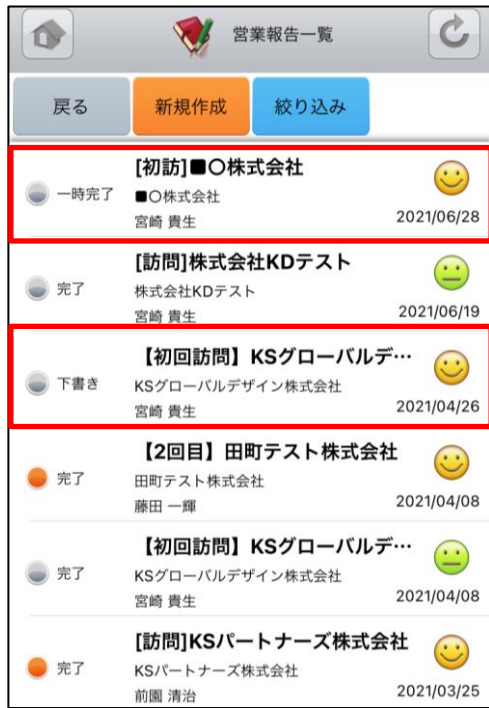 営業報告一覧
戻る
新規作成
絞り込み
[初訪]■〇株式会社
一時完了
■〇株式会社
宮崎 貴生
2021/06/28
[訪問]株式会社KDテスト
完了
株式会社KDテスト
宮崎 貴生
2021/06/19
【初回訪問】KSグローバルデ…
下書き
KSグローバルデザイン株式会社
宮崎 貴生
2021/04/26
【2回目】田町テスト株式会社
完了
田町テスト株式会社
藤田 一輝
2021/04/08
【初回訪問】KSグローバルデ…
完了
KSグローバルデザイン株式会社
宮崎 貴生
2021/04/08
[訪問]KSパートナーズ株式会社
完了
KSパートナーズ株式会社
前園 清治
2021/03/25